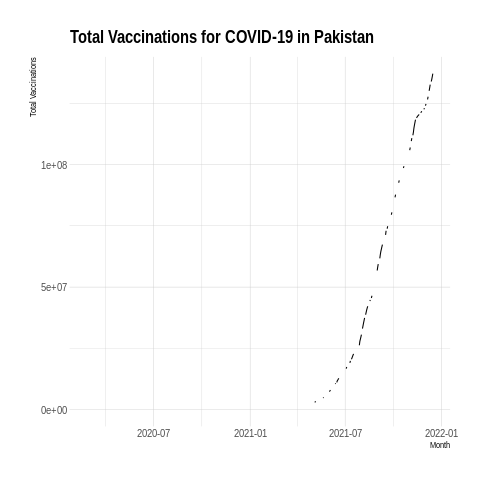 Total Vaccinations for COVID-19 in Pakistan
Total Vaccinations
1e+08
5e+07
0e+00
2020-07 2021-01 2021-07 2022-01
Month